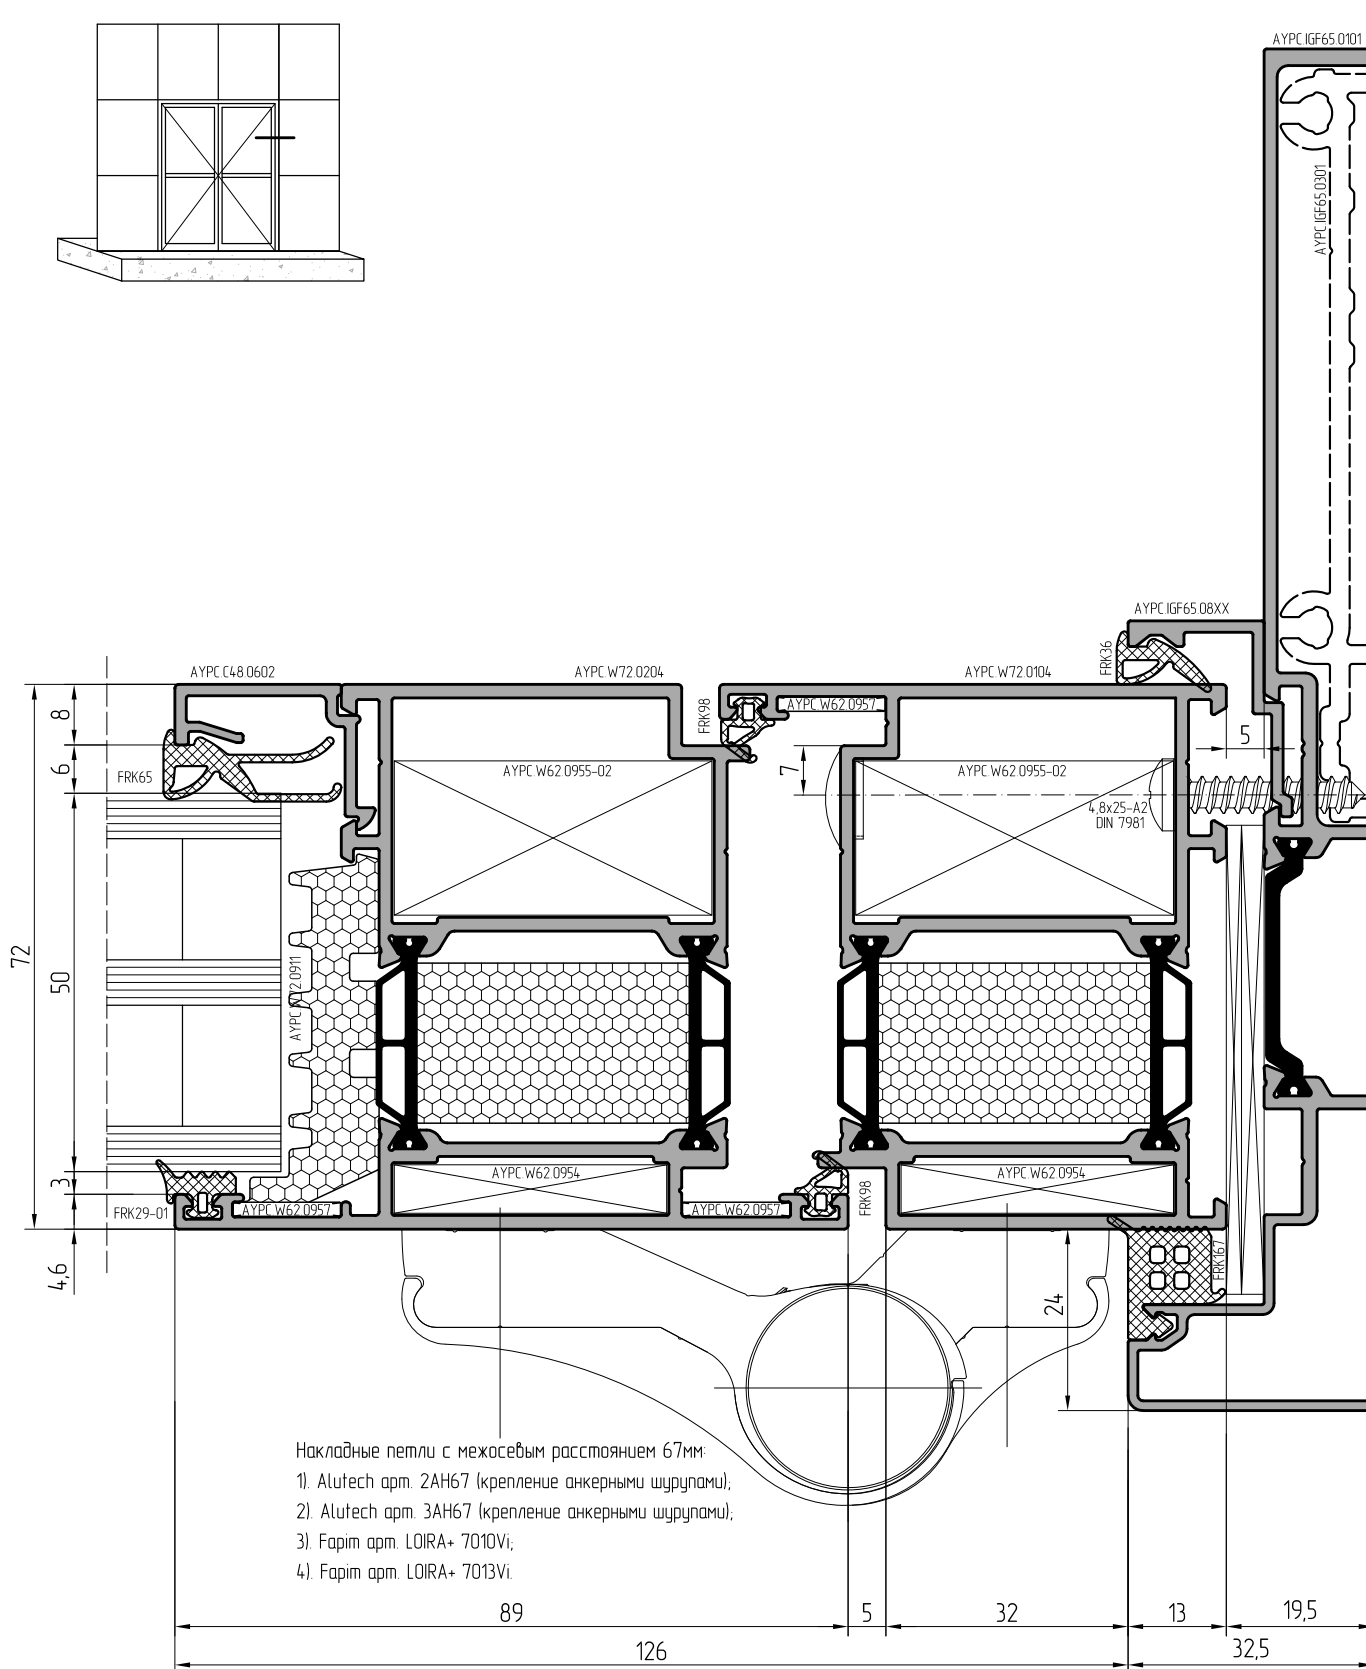 AYPC.IGF65.0101
AYPC.IGF65.0301
AYPC.IGF65.08XX
FRK36
AYPC.C48.0602
AYPC.W72.0204
FRK98
AYPC.W72.0104
AYPC.W62.0957
8
6
FRK65
7
5
AYPC.W62.0955-02
AYPC.W62.0955-02
4,8x25-A2
DIN 7981
72
50
AYPC.W72.0911
3
FRK29-01
AYPC.W62.0957
AYPC.W62.0954
AYPC.W62.0957
FRK98
AYPC.W62.0954
FRK167
4,6
24
Накладные петли с межосевым расстоянием 67мм:
1). Alutech арт. 2АН67 (крепление анкерными шурупами);
2). Alutech арт. 3АН67 (крепление анкерными шурупами);
3). Fapim арт. LOIRA+ 7010Vi;
4). Fapim арт. LOIRA+ 7013Vi.
89
5
32
13
19,5
126
32,5